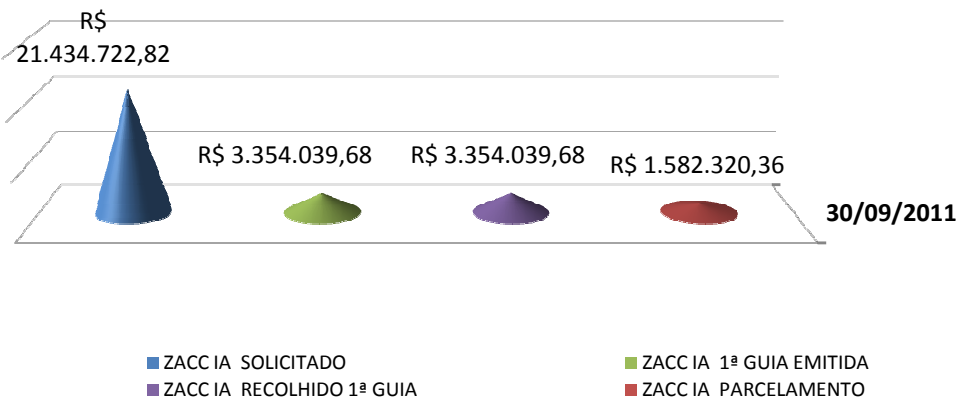 R$
21.434.722,82
R$ 3.354.039,68
R$ 3.354.039,68
R$ 1.582.320,36
30/09/2011
ZACC IA SOLICITADO
ZACC IA 1ª GUIA EMITIDA
ZACC IA RECOLHIDO 1ª GUIA
ZACC IA PARCELAMENTO